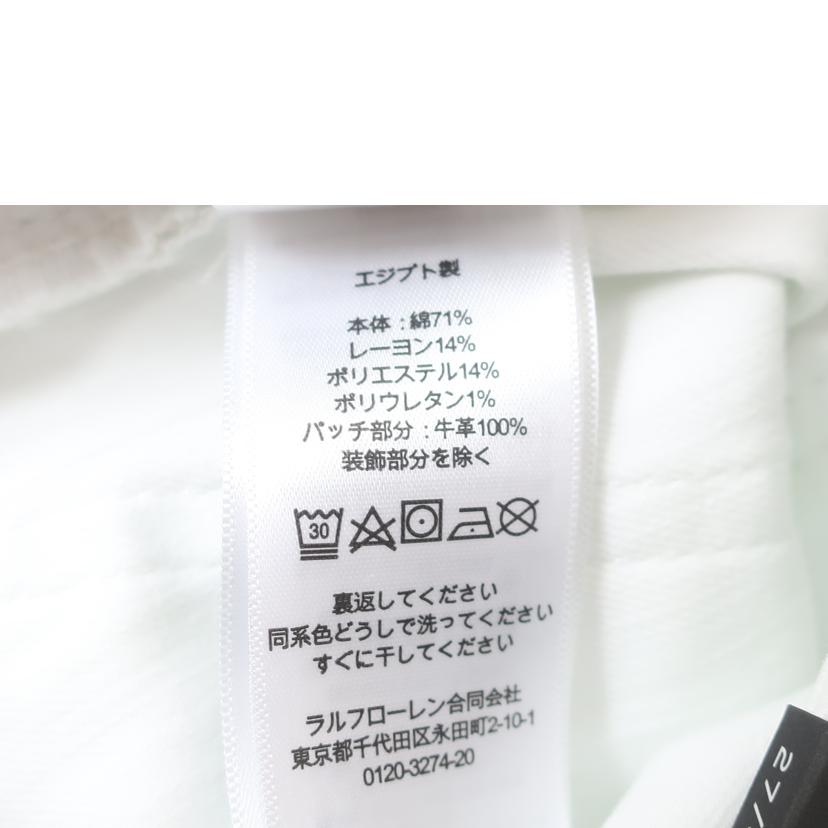 エジプト製
本体:綿71%
レーヨン14%
ポリエステル14%
ポリウレタン1%
パッチ部分:牛革100%
装飾部分を除く
30
裏返してください
同系色どうしで洗ってください
すぐに干してください
ラルフローレン合同会社
東京都千代田区永田町2-10-1
0120-3274-20
27/